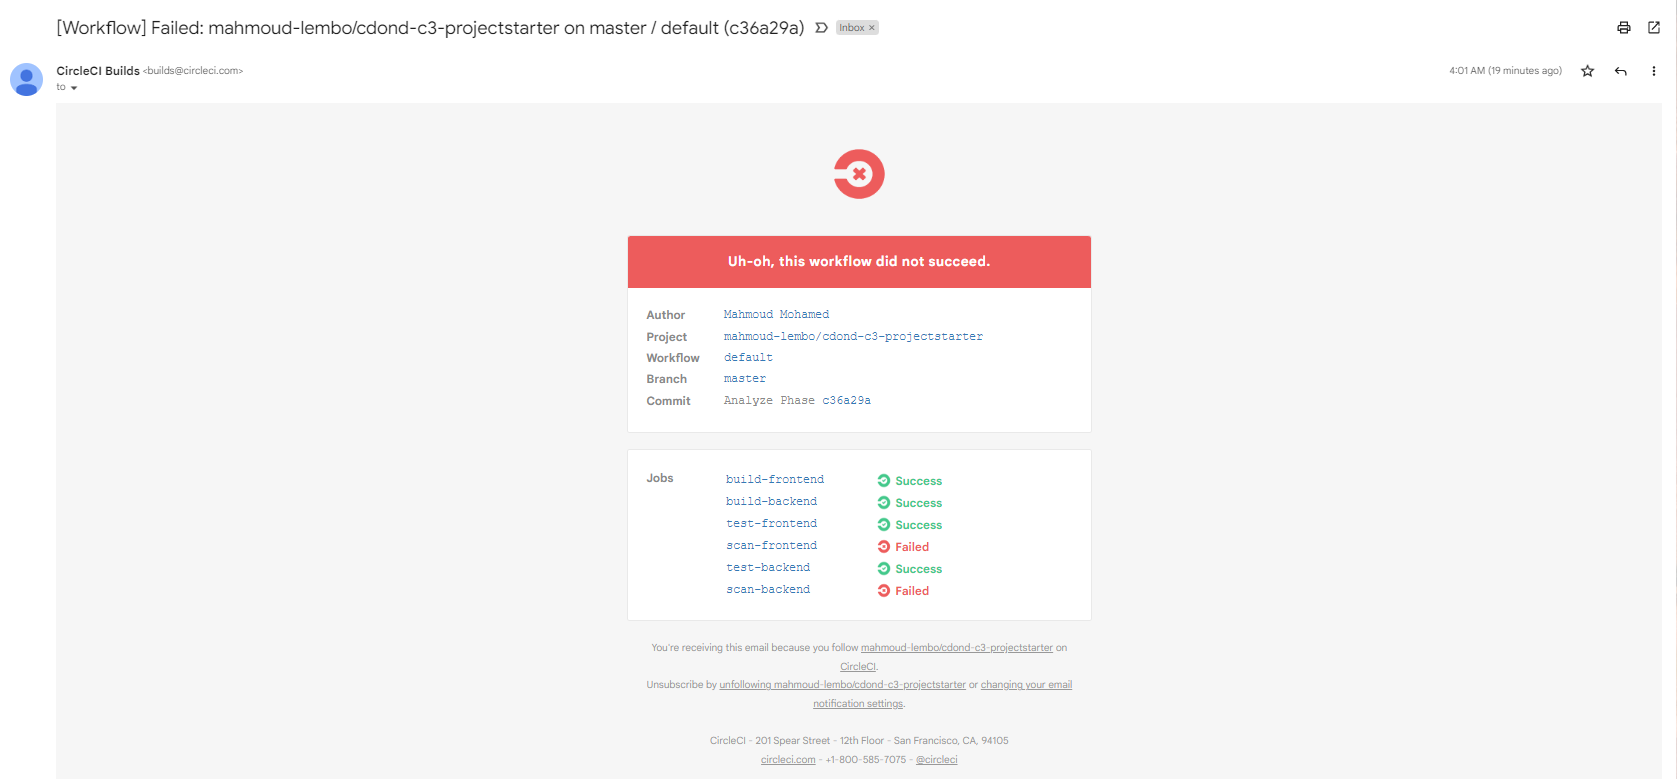 [Workflow] Failed: mahmoud-lembo/cdond-c3-projectstarter on master / default (c36a29a) Inbox ×
CircleCI Builds <builds@circleci.com> 4:01 AM (19 minutes ago)
to
Uh-oh, this workflow did not succeed.
Author Mahmoud Mohamed
Project mahmoud-lembo/cdond-c3-projectstarter
Workflow default
Branch master
Commit Analyze Phase c36a29a
Jobs build-frontend Success
build-backend Success
test-frontend Success
scan-frontend Failed
test-backend Success
scan-backend Failed
You're receiving this email because you follow mahmoud-lembo/cdond-c3-projectstarter on
CircleCI.
Unsubscribe by unfollowing mahmoud-lembo/cdond-c3-projectstarter or changing your email
notification settings.
CircleCI - 201 Spear Street - 12th Floor - San Francisco, CA, 94105
circleci.com - +1-800-585-7075 - @circleci